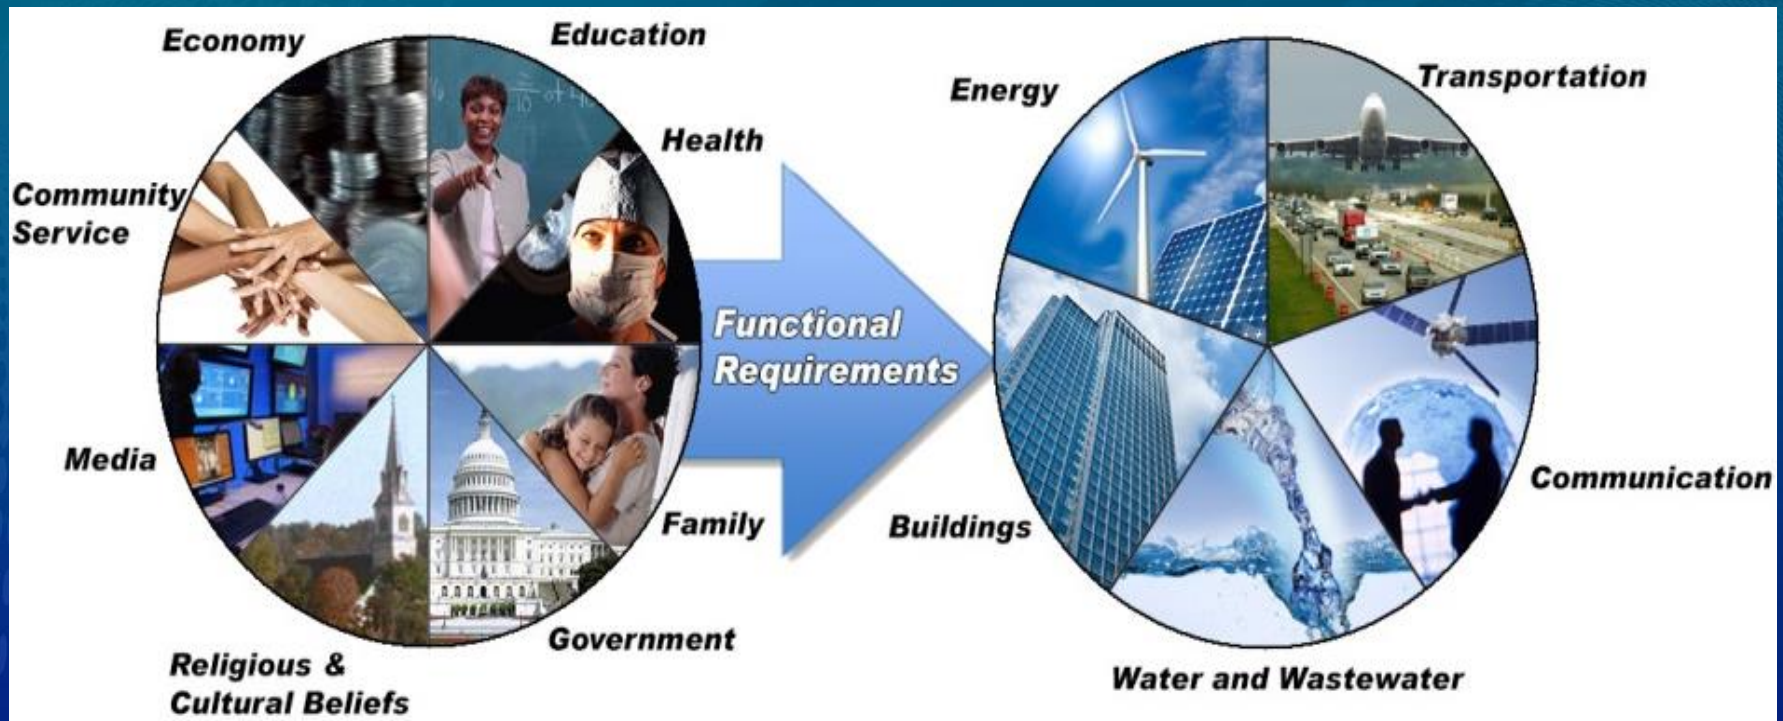 Economy
Education
Health
Community
Service
Media
Religious &
Cultural Beliefs
Government
Family
Functional
Requirements
Energy
Transportation
Buildings
Communication
Water and Wastewater